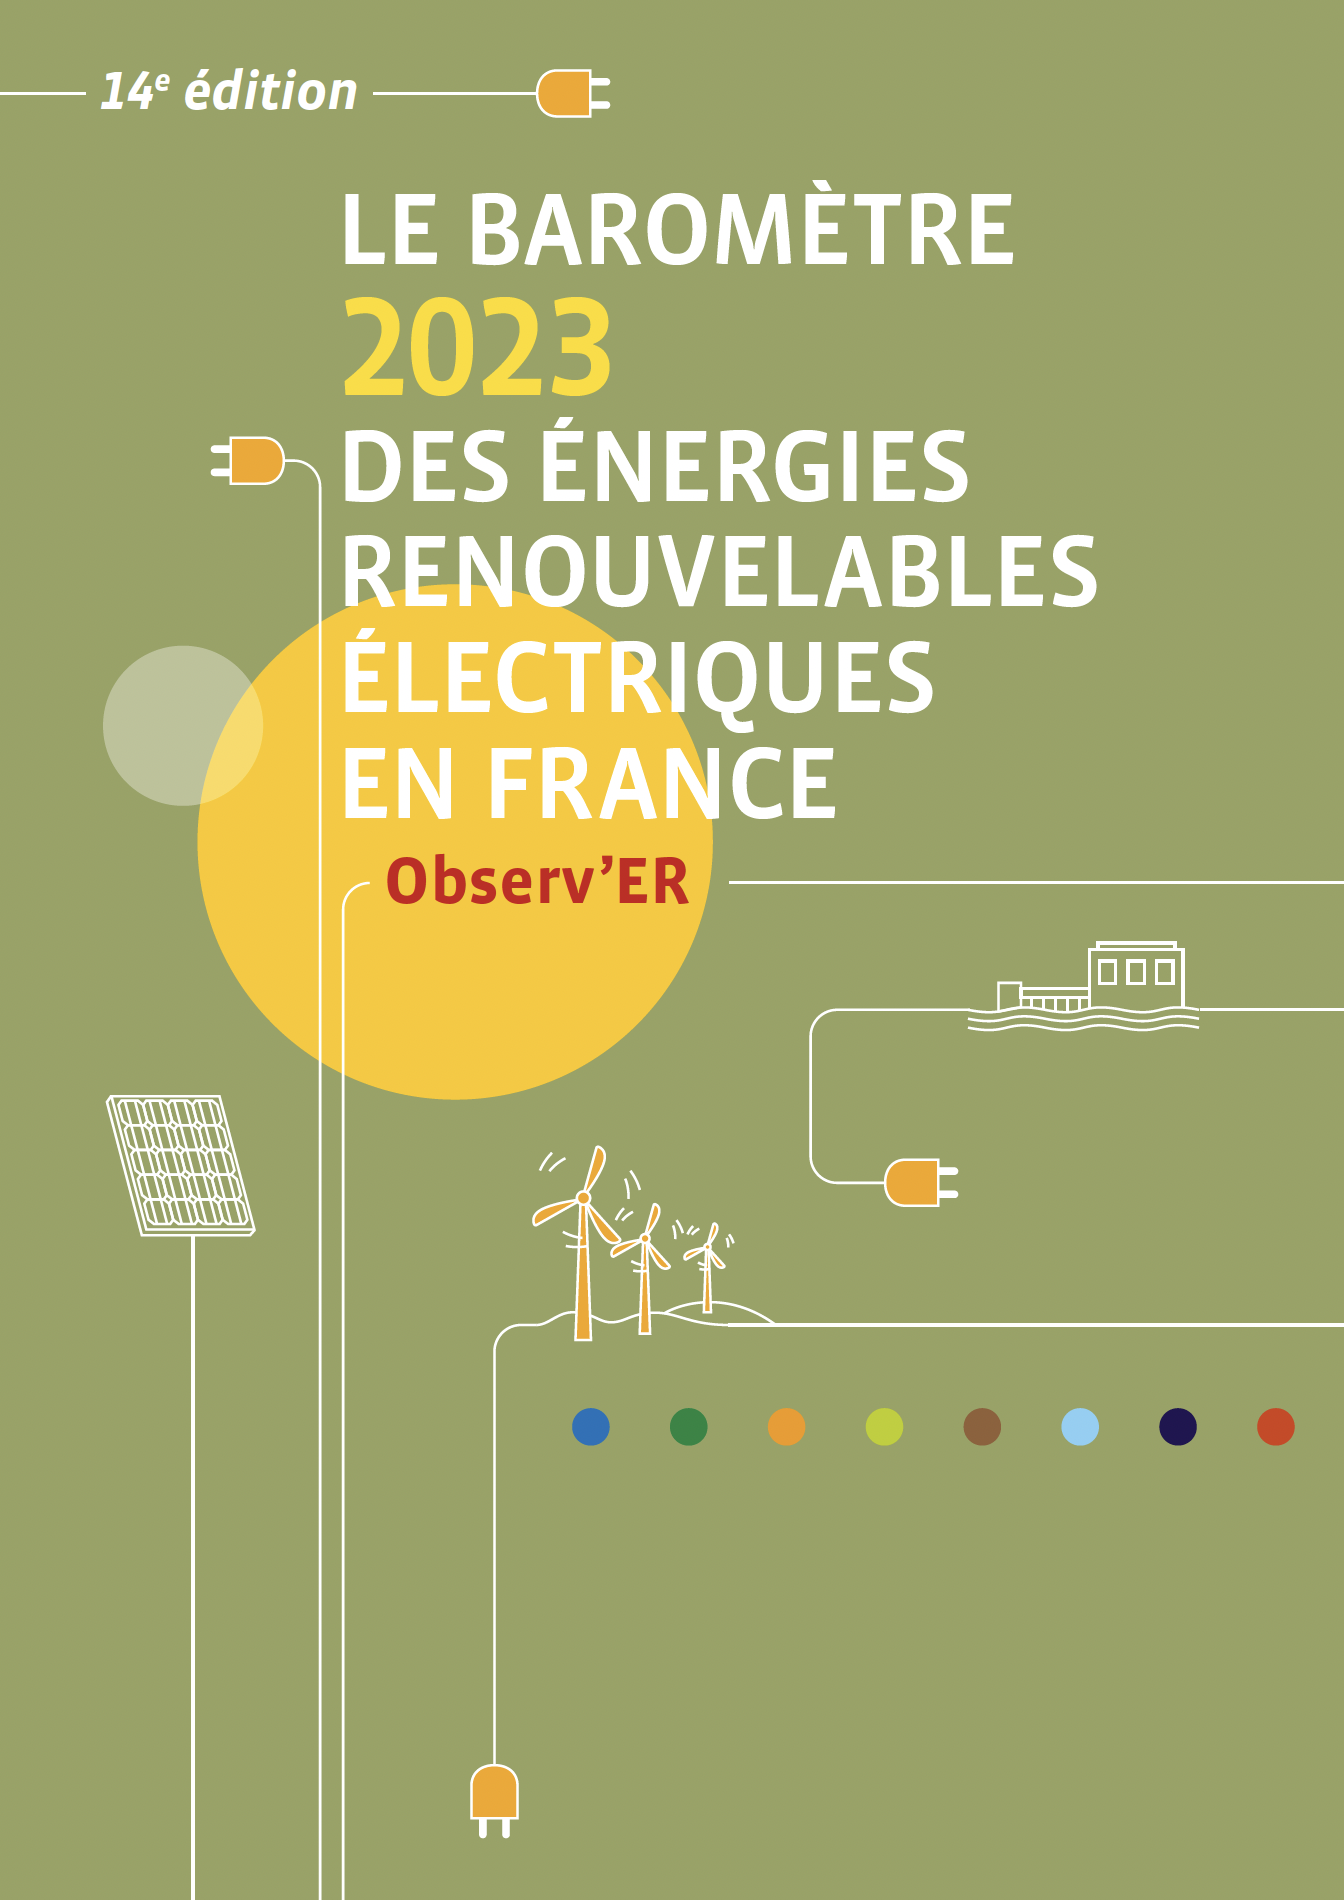 14e édition
LE BAROMÈTRE
2023
DES ÉNERGIES
RENOUVELABLES
ÉLECTRIQUES
EN FRANCE
Observ’ER